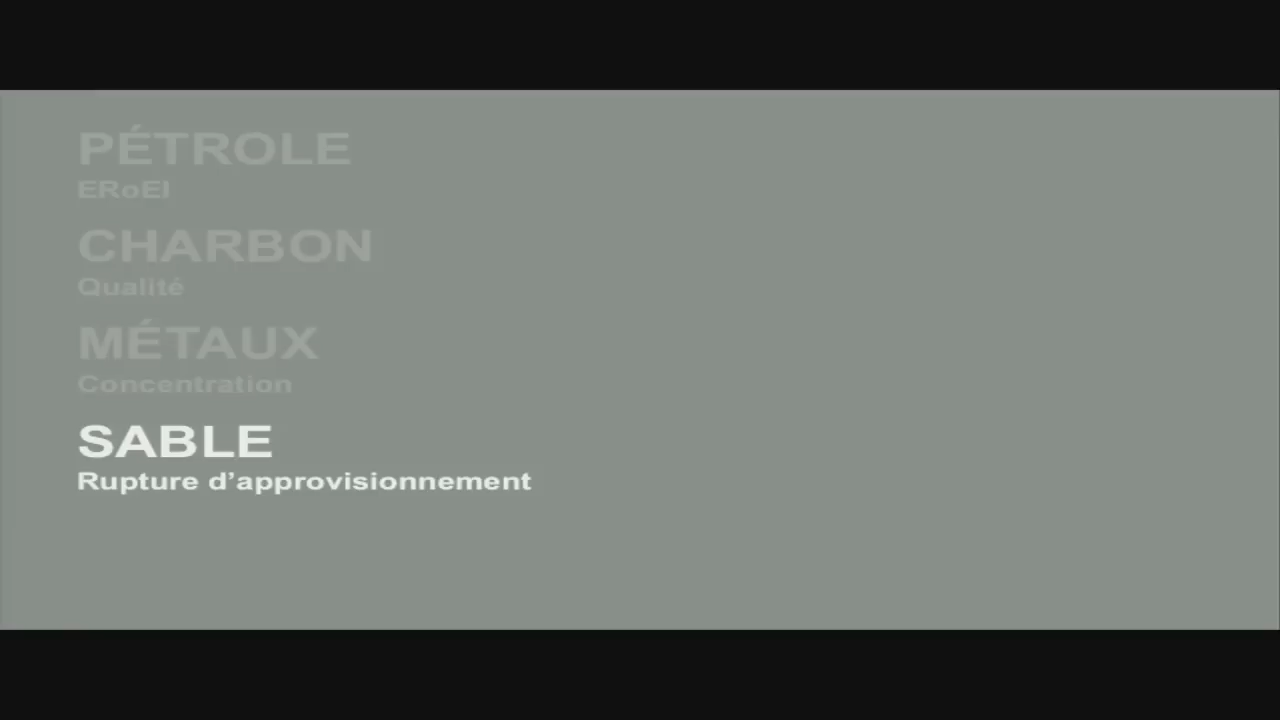 PÉTROLE
ERoEI
CHARBON
Qualité
MÉTAUX
Concentration
SABLE
Rupture d’approvisionnement